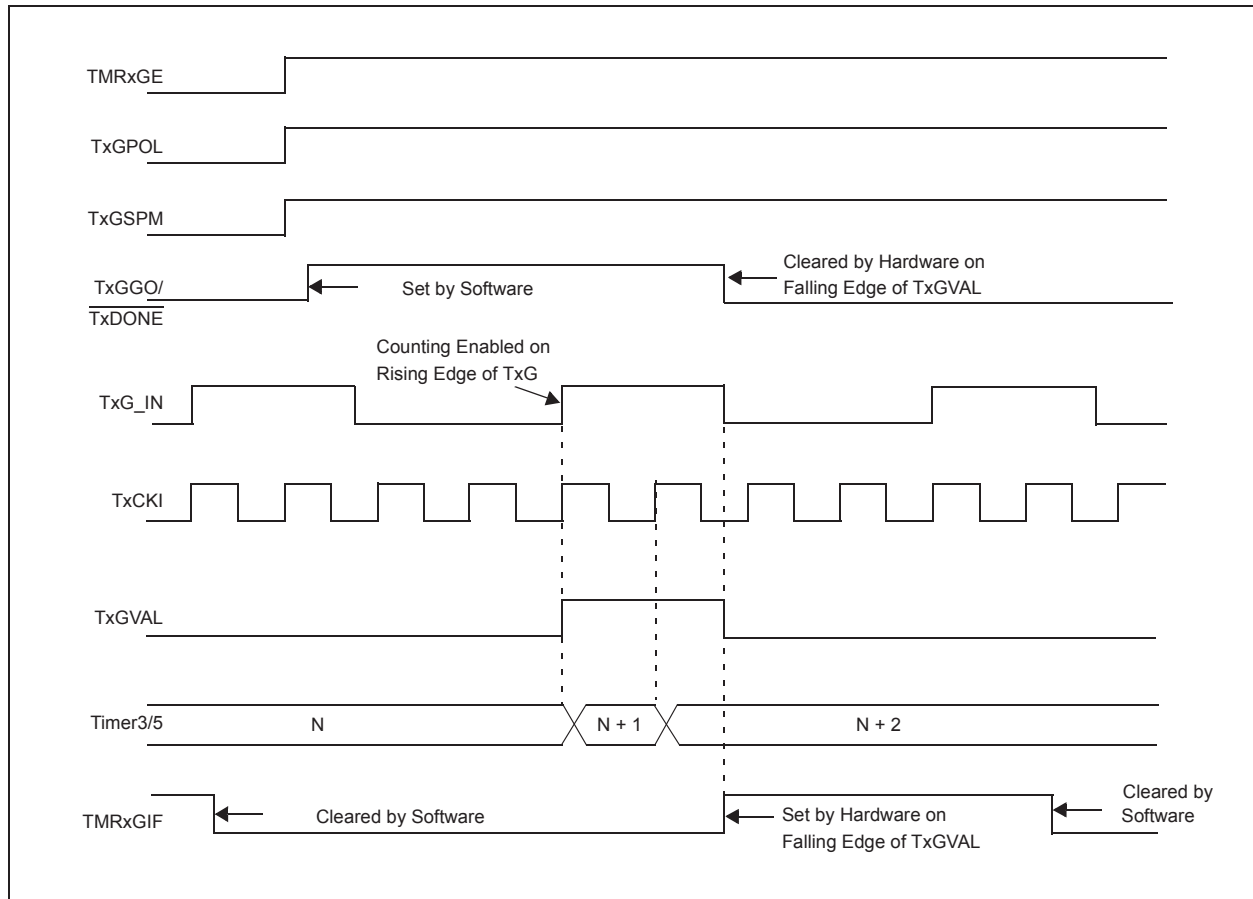 TMRxGE
TxGPOL
TxGSPM
TxGGO/
TxDONE
Set by Software
Cleared by Hardware on
Falling Edge of TxGVAL
Counting Enabled on
Rising Edge of TxG
TxG_IN
TxCKI
TxGVAL
Timer3/5
N
N + 1
N + 2
TMRxGIF
Cleared by Software
Set by Hardware on
Falling Edge of TxGVAL
Cleared by
Software